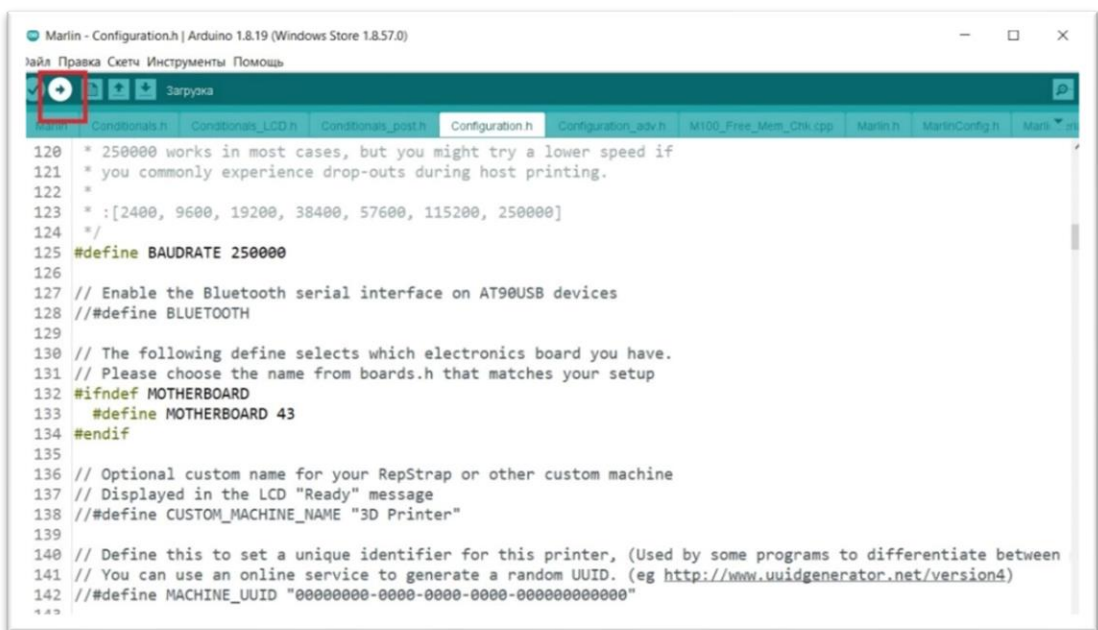 Marlin - Configuration.h | Arduino 1.8.19 (Windows Store 1.8.57.0)
Файл Правка Скетч Инструменты Помощь
Загрузка
Marlin Conditionals.h Conditionals_LCD.h Conditionals_post.h Configuration.h Configuration_adv.h M100_Free_Mem_Chk.cpp Marlin.h MarlinConfig.h
120 * 250000 works in most cases, but you might try a lower speed if
121 * you commonly experience drop-outs during host printing.
122 *
123 * :[2400, 9600, 19200, 38400, 57600, 115200, 250000]
124 */
125 #define BAUDRATE 250000
126
127 // Enable the Bluetooth serial interface on AT90USB devices
128 //#define BLUETOOTH
129
130 // The following define selects which electronics board you have.
131 // Please choose the name from boards.h that matches your setup
132 #ifndef MOTHERBOARD
133 #define MOTHERBOARD 43
134 #endif
135
136 // Optional custom name for your RepStrap or other custom machine
137 // Displayed in the LCD "Ready" message
138 //#define CUSTOM_MACHINE_NAME "3D Printer"
139
140 // Define this to set a unique identifier for this printer, (Used by some programs to differentiate between
141 // You can use an online service to generate a random UUID. (eg http://www.uuidgenerator.net/version4)
142 //#define MACHINE_UUID "00000000-0000-0000-0000-000000000000"